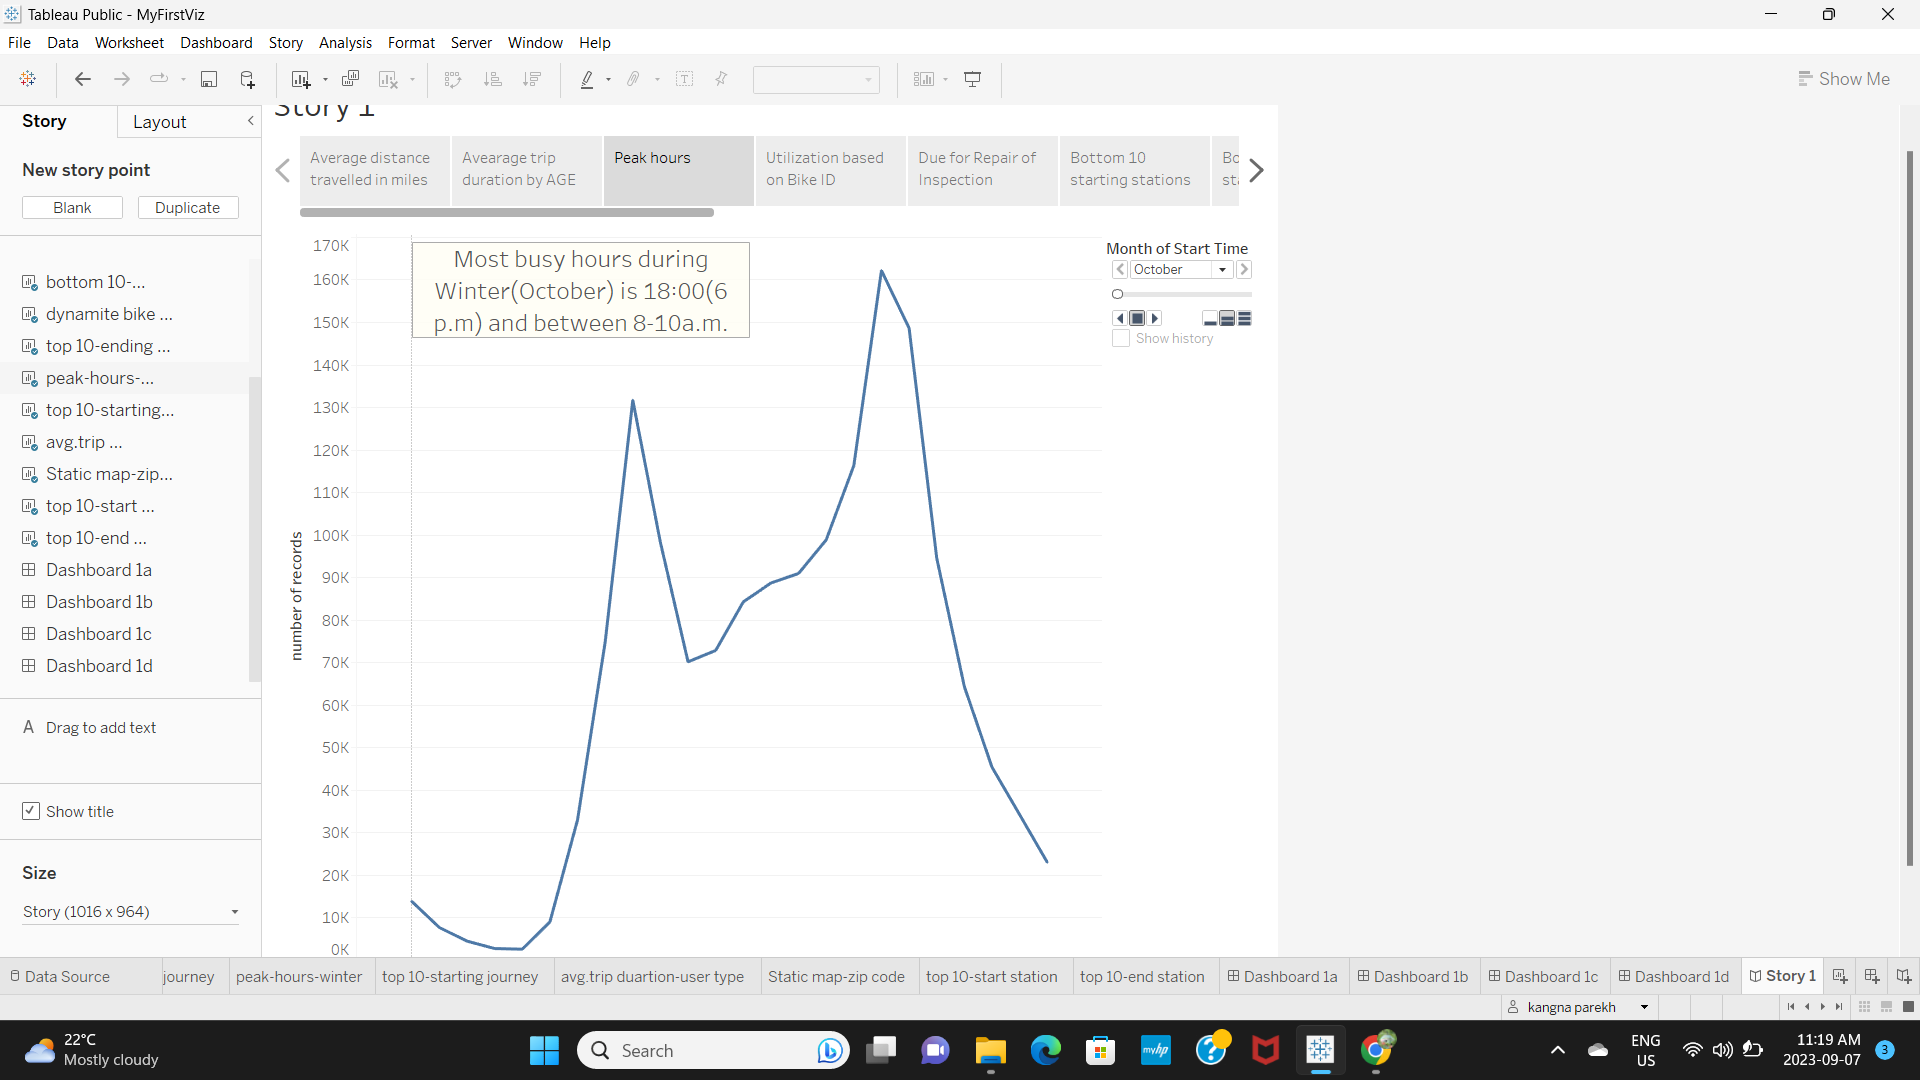 Tableau Public - MyFirstViz
File Data Worksheet Dashboard Story Analysis Format Server Window Help
Show Me
Story Layout
New story point
Blank Duplicate
bottom 10-...
dynamite bike ...
top 10-ending ...
peak-hours-...
top 10-starting...
avg.trip ...
Static map-zip...
top 10-start ...
top 10-end ...
Dashboard 1a
Dashboard 1b
Dashboard 1c
Dashboard 1d
A Drag to add text
Show title
Size
Story (1016 x 964)
Story 1
Average distance
travelled in miles
Avearage trip
duration by AGE
Peak hours
Utilization based
on Bike ID
Due for Repair of
Inspection
Bottom 10
starting stations
Bo
sta
170K
160K
150K
140K
130K
120K
110K
100K
90K
80K
70K
60K
50K
40K
30K
20K
10K
0K
number of records
Most busy hours during
Winter(October) is 18:00(6
p.m) and between 8-10a.m.
Month of Start Time
October
Show history
Data Source journey peak-hours-winter top 10-starting journey avg.trip duartion-user type Static map-zip code top 10-start station top 10-end station Dashboard 1a Dashboard 1b Dashboard 1c Dashboard 1d Story 1
kangna parekh
22°C
Mostly cloudy
Search
myhp
ENG
US
11:19 AM
2023-09-07
3